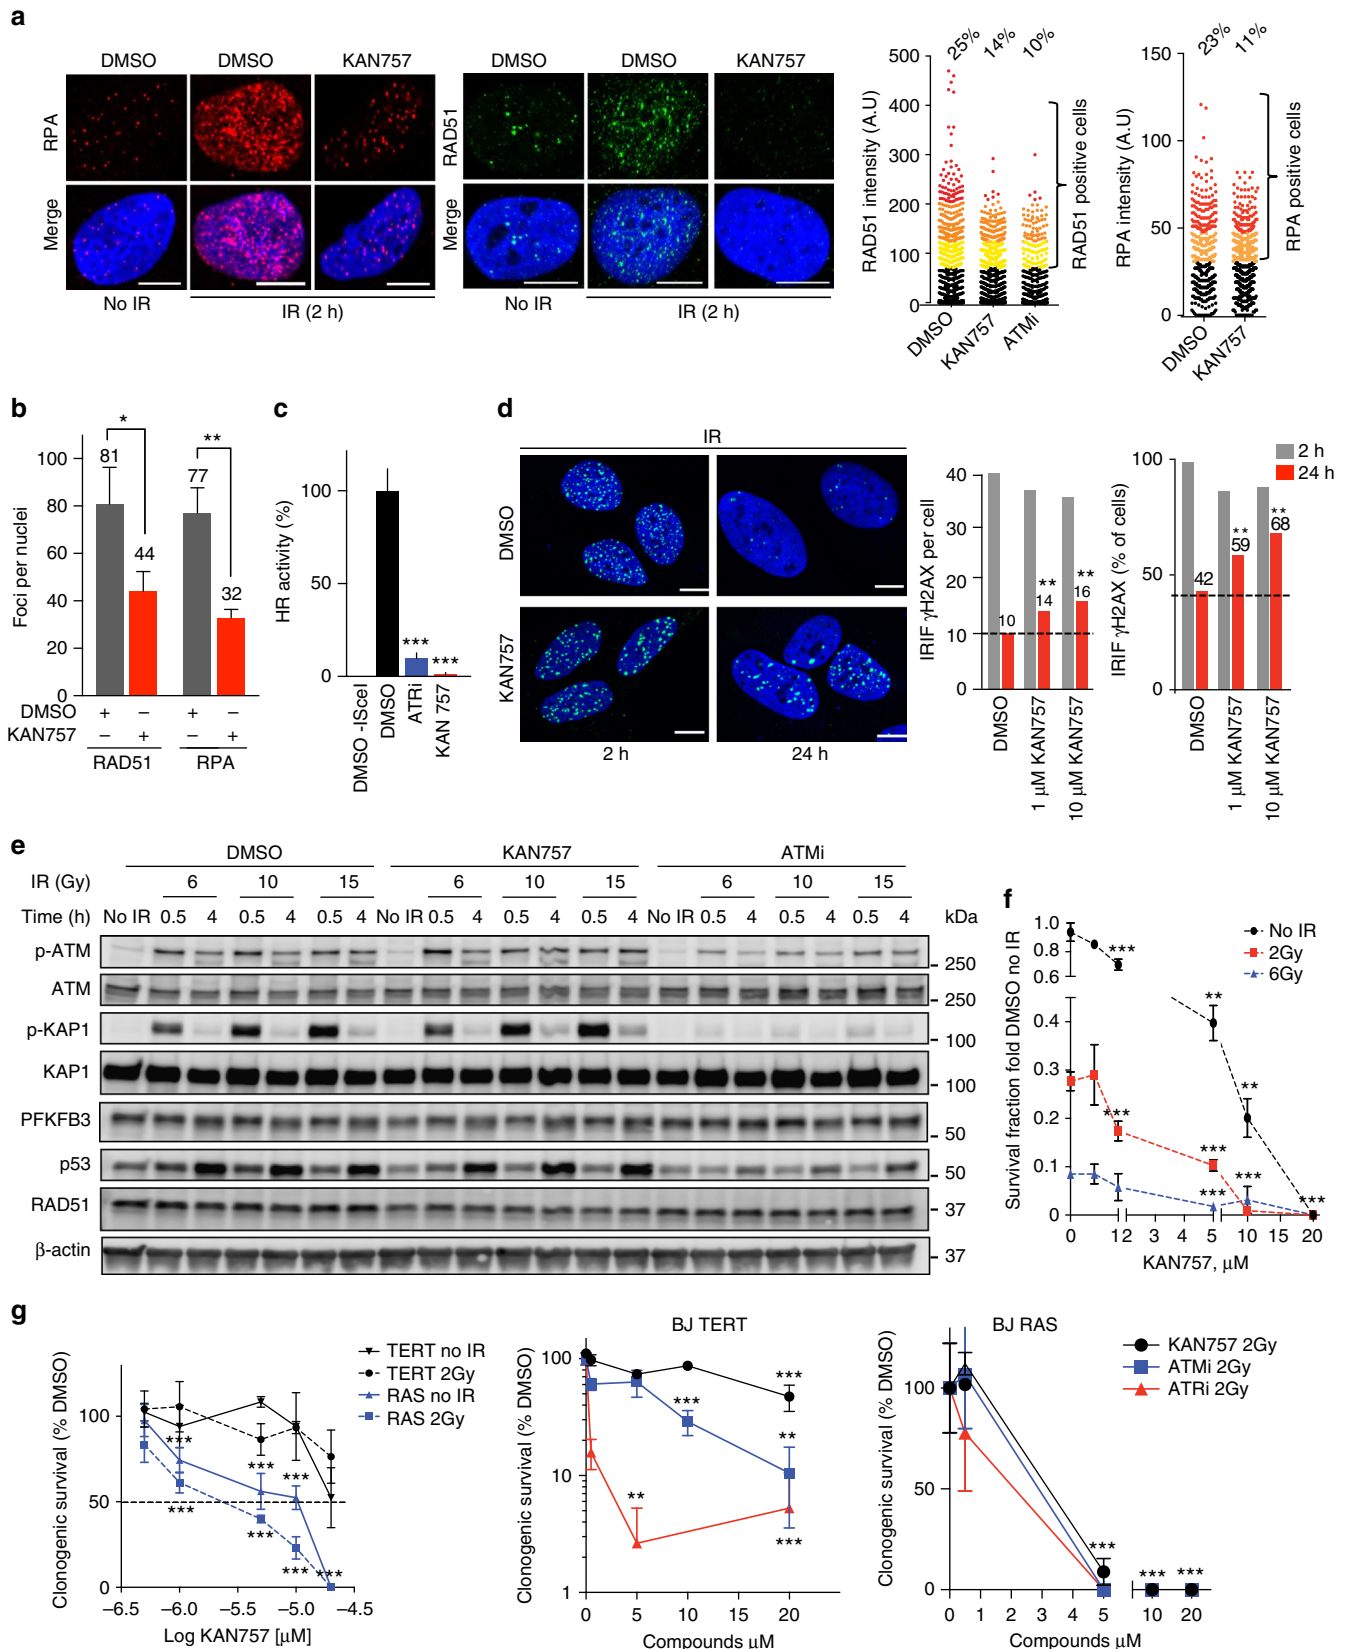 a
DMSO DMSO KAN757
RPA
Merge
No IR IR (2 h)
DMSO DMSO KAN757
RAD51
Merge
No IR IR (2 h)
25% 14% 10%
RAD51 intensity (A.U)
500
400
300
200
100
0
DMSO KAN757 ATMi
RAD51 positive cells
23% 11%
RPA intensity (A.U)
150
100
50
0
DMSO KAN757
RPA positive cells
b
Foci per nuclei
100
80
60
40
20
0
* **
81 44 77 32
DMSO + – + –
KAN757 – + – +
RAD51 RPA
c
HR activity (%)
100
50
0
*** ***
DMSO -ISceI
DMSO
ATRi
KAN 757
d
IR
DMSO
KAN757
2 h 24 h
IRIF γH2AX per cell
40
30
20
10
0
10 14 16
** **
DMSO
1 µM KAN757
10 µM KAN757
IRIF γH2AX (% of cells)
100
50
0
42 59 68
** **
DMSO
1 µM KAN757
10 µM KAN757
2 h
24 h
e
DMSO KAN757 ATMi
IR (Gy) 6 10 15 6 10 15 6 10 15
Time (h) No IR 0.5 4 0.5 4 0.5 4 No IR 0.5 4 0.5 4 0.5 4 No IR 0.5 4 0.5 4 0.5 4 kDa
p-ATM 250
ATM 250
p-KAP1 100
KAP1 100
PFKFB3 50
p53 50
RAD51 37
β-actin 37
f
Survival fraction fold DMSO no IR
1.0
0.8
0.6
0.4
0.3
0.2
0.1
0
No IR
2Gy
6Gy
***
**
**
***
***
***
***
***
0 1 2 3 4 5 10 15 20
KAN757, µM
g
Clonogenic survival (% DMSO)
100
50
0
TERT no IR
TERT 2Gy
RAS no IR
RAS 2Gy
***
***
***
***
***
***
***
–6.5 –6.0 –5.5 –5.0 –4.5
Log KAN757 [µM]
BJ TERT
Clonogenic survival (% DMSO)
100
10
1
***
***
**
**
***
0 5 10 15 20
Compounds µM
BJ RAS
Clonogenic survival (% DMSO)
100
50
0
***
*** ***
0 1 2 3 4 5 10 20
Compounds µM
KAN757 2Gy
ATMi 2Gy
ATRi 2Gy